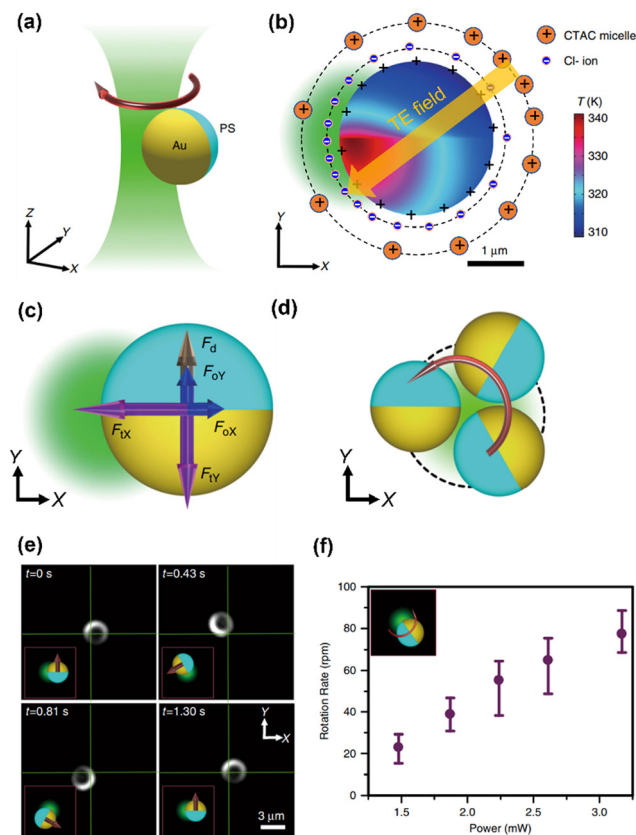 (a)
PS
Au
Z
Y
X
(b)
CTAC micelle
Cl- ion
TE field
T (K)
340
330
320
310
Y
X
1 μm
(c)
Fd
FoY
FtX
FoX
FtY
Y
X
(d)
Y
X
(e)
t=0 s
t=0.43 s
t=0.81 s
t=1.30 s
Y
X
3 μm
(f)
Rotation Rate (rpm)
100
80
60
40
20
0
1.5
2.0
2.5
3.0
Power (mW)